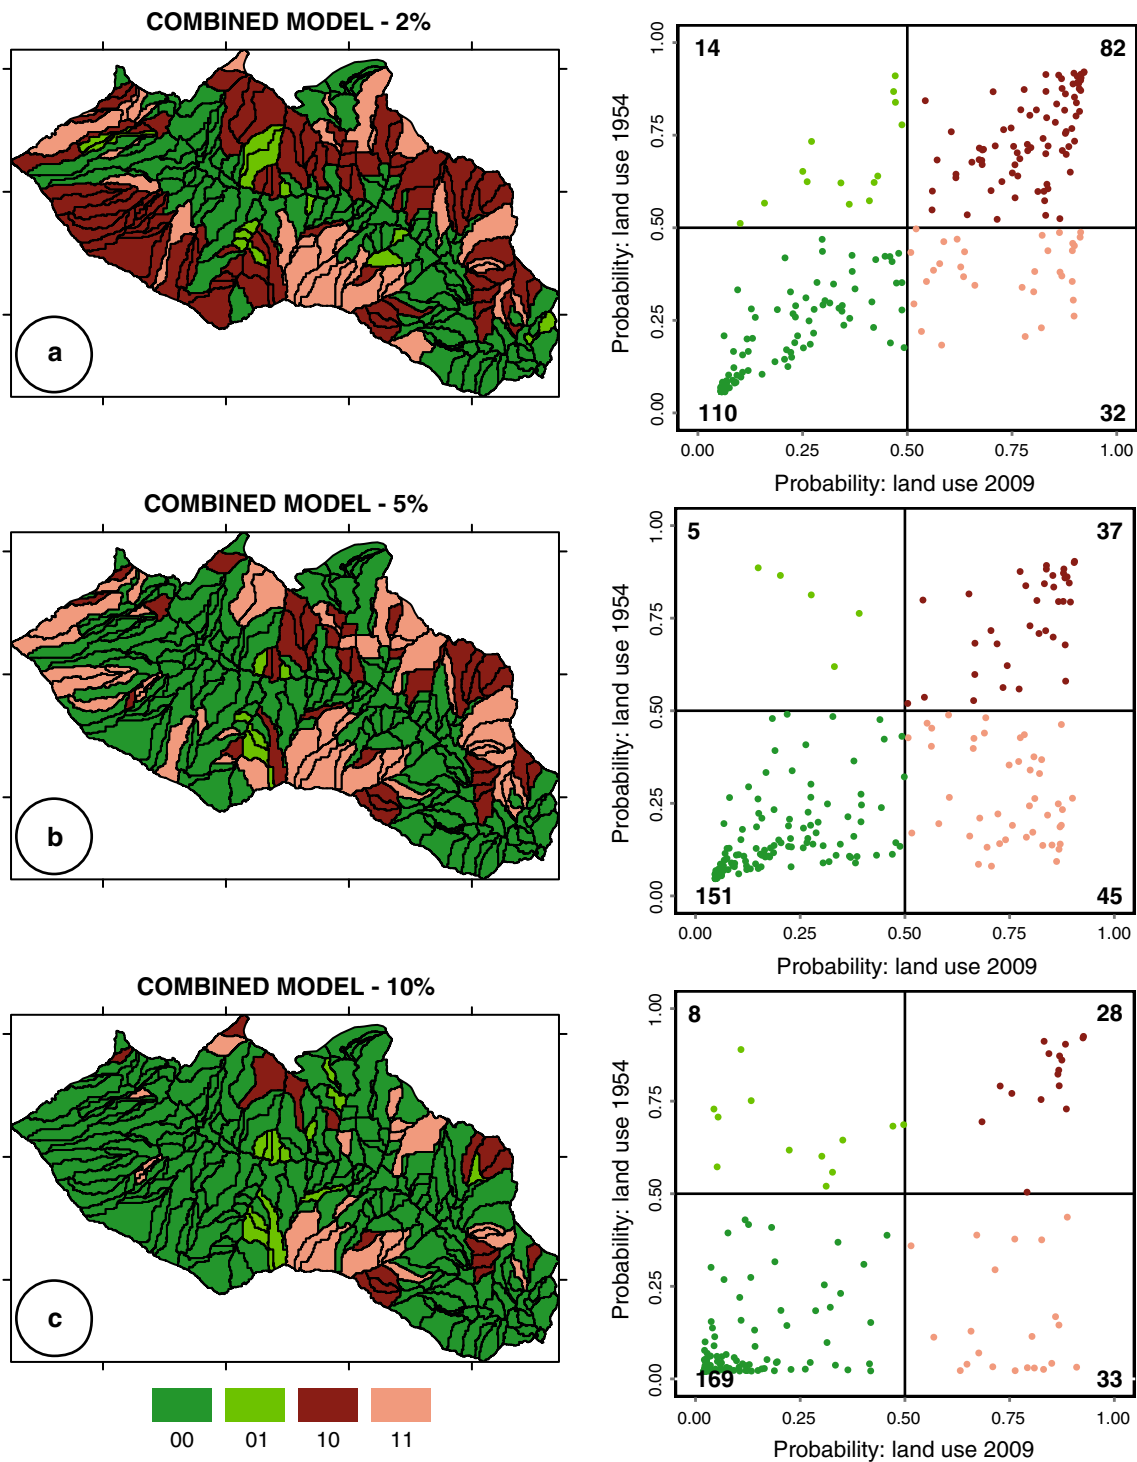 COMBINED MODEL - 2%
a
14
82
110
32
0.00
0.25
0.50
0.75
1.00
Probability: land use 1954
0.00 0.25 0.50 0.75 1.00
Probability: land use 2009
COMBINED MODEL - 5%
b
5
37
151
45
0.00
0.25
0.50
0.75
1.00
Probability: land use 1954
0.00 0.25 0.50 0.75 1.00
Probability: land use 2009
COMBINED MODEL - 10%
c
8
28
169
33
0.00
0.25
0.50
0.75
1.00
Probability: land use 1954
0.00 0.25 0.50 0.75 1.00
Probability: land use 2009
00 01 10 11